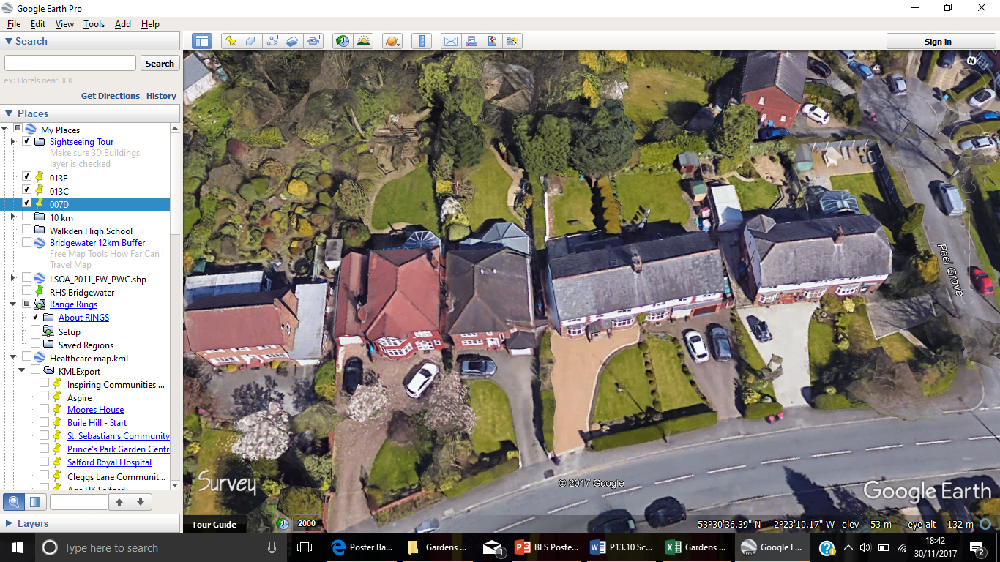 Google Earth Pro
File Edit View Tools Add Help
Search
Sign in
Search
ex: Hotels near JFK
Get Directions History
Places
My Places
Sightseeing Tour
Make sure 3D Buildings
layer is checked
013F
013C
007D
10 km
Walkden High School
Bridgewater 12km Buffer
Free Map Tools How Far Can I
Travel Map
LSOA_2011_EW_PWC.shp
RHS Bridgewater
Range Rings
About RINGS
Setup
Saved Regions
Healthcare map.kml
KMLExport
Inspiring Communities ...
Aspire
Moores House
Buile Hill - Start
St. Sebastian's Community
Prince's Park Garden Centr
Salford Royal Hospital
Cleggs Lane Communit...
Age UK Salford
Layers
N
Peel Grove
Survey
© 2017 Google
Google Earth
Tour Guide
2000
53°30'36.39" N 2°23'10.17" W elev 53 m eye alt 132 m
Type here to search
Poster Ba...
Gardens ...
1
BES Poste...
P13.10 Sc...
Gardens ...
Google E...
18:42
30/11/2017
2